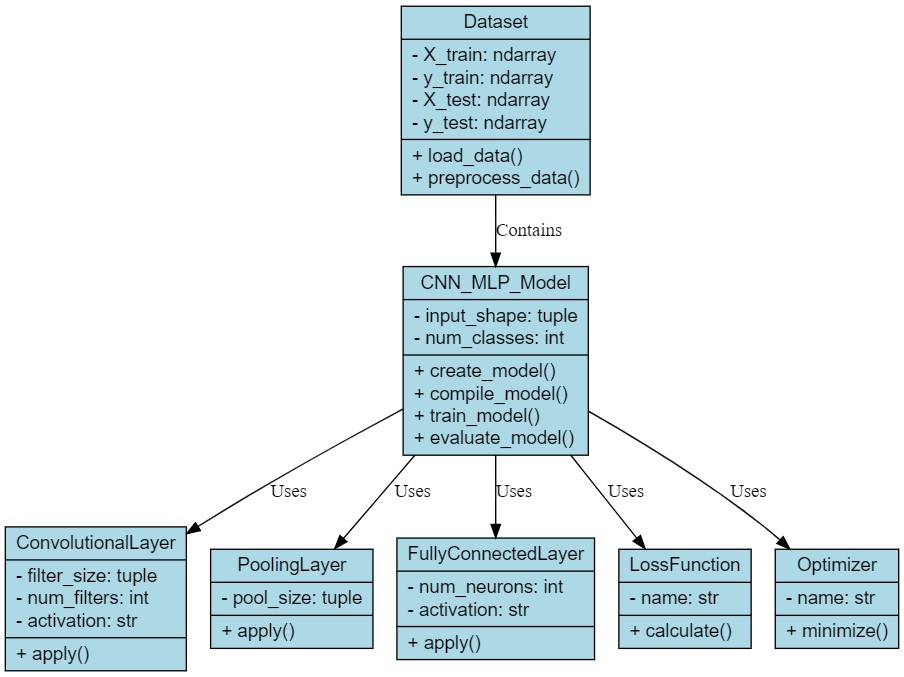 Dataset
- X_train: ndarray
- y_train: ndarray
- X_test: ndarray
- y_test: ndarray
+ load_data()
+ preprocess_data()
Contains
CNN_MLP_Model
- input_shape: tuple
- num_classes: int
+ create_model()
+ compile_model()
+ train_model()
+ evaluate_model()
Uses
Uses
Uses
Uses
Uses
ConvolutionalLayer
- filter_size: tuple
- num_filters: int
- activation: str
+ apply()
PoolingLayer
- pool_size: tuple
+ apply()
FullyConnectedLayer
- num_neurons: int
- activation: str
+ apply()
LossFunction
- name: str
+ calculate()
Optimizer
- name: str
+ minimize()